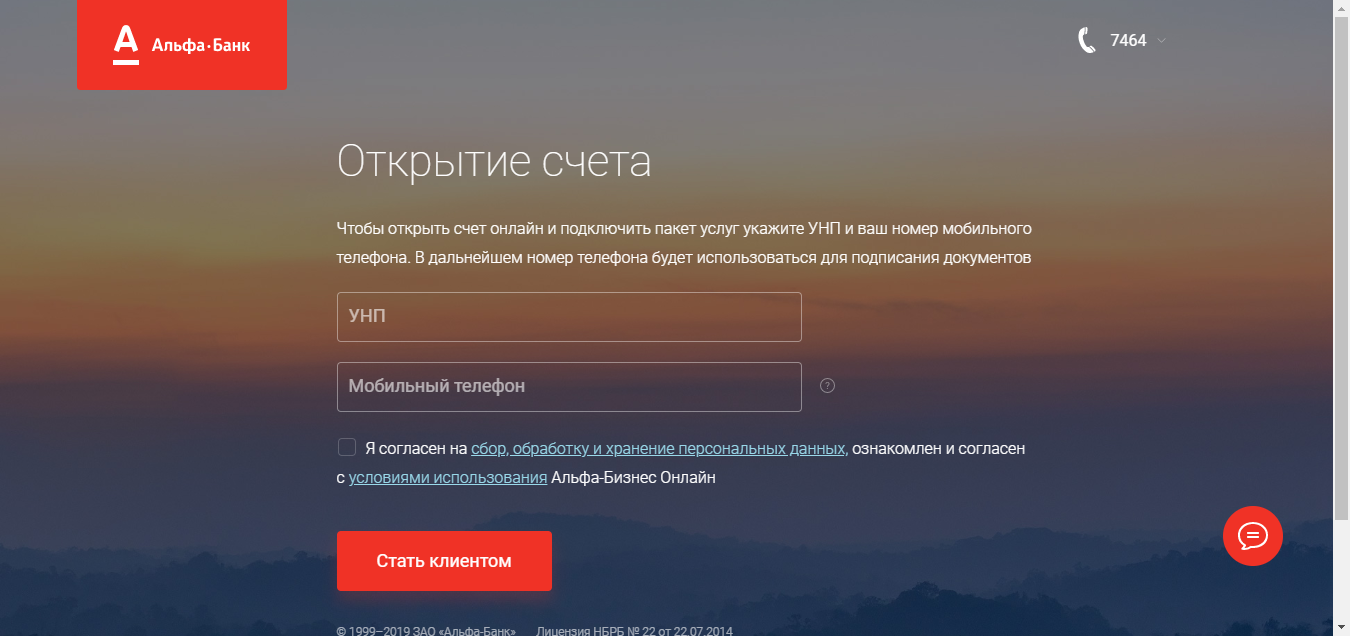 А Альфа·Банк
7464
Открытие счета
Чтобы открыть счет онлайн и подключить пакет услуг укажите УНП и ваш номер мобильного
телефона. В дальнейшем номер телефона будет использоваться для подписания документов
УНП
Мобильный телефон
?
Я согласен на сбор, обработку и хранение персональных данных, ознакомлен и согласен
с условиями использования Альфа-Бизнес Онлайн
Стать клиентом
© 1999–2019 ЗАО «Альфа-Банк» Лицензия НБРБ № 22 от 22.07.2014